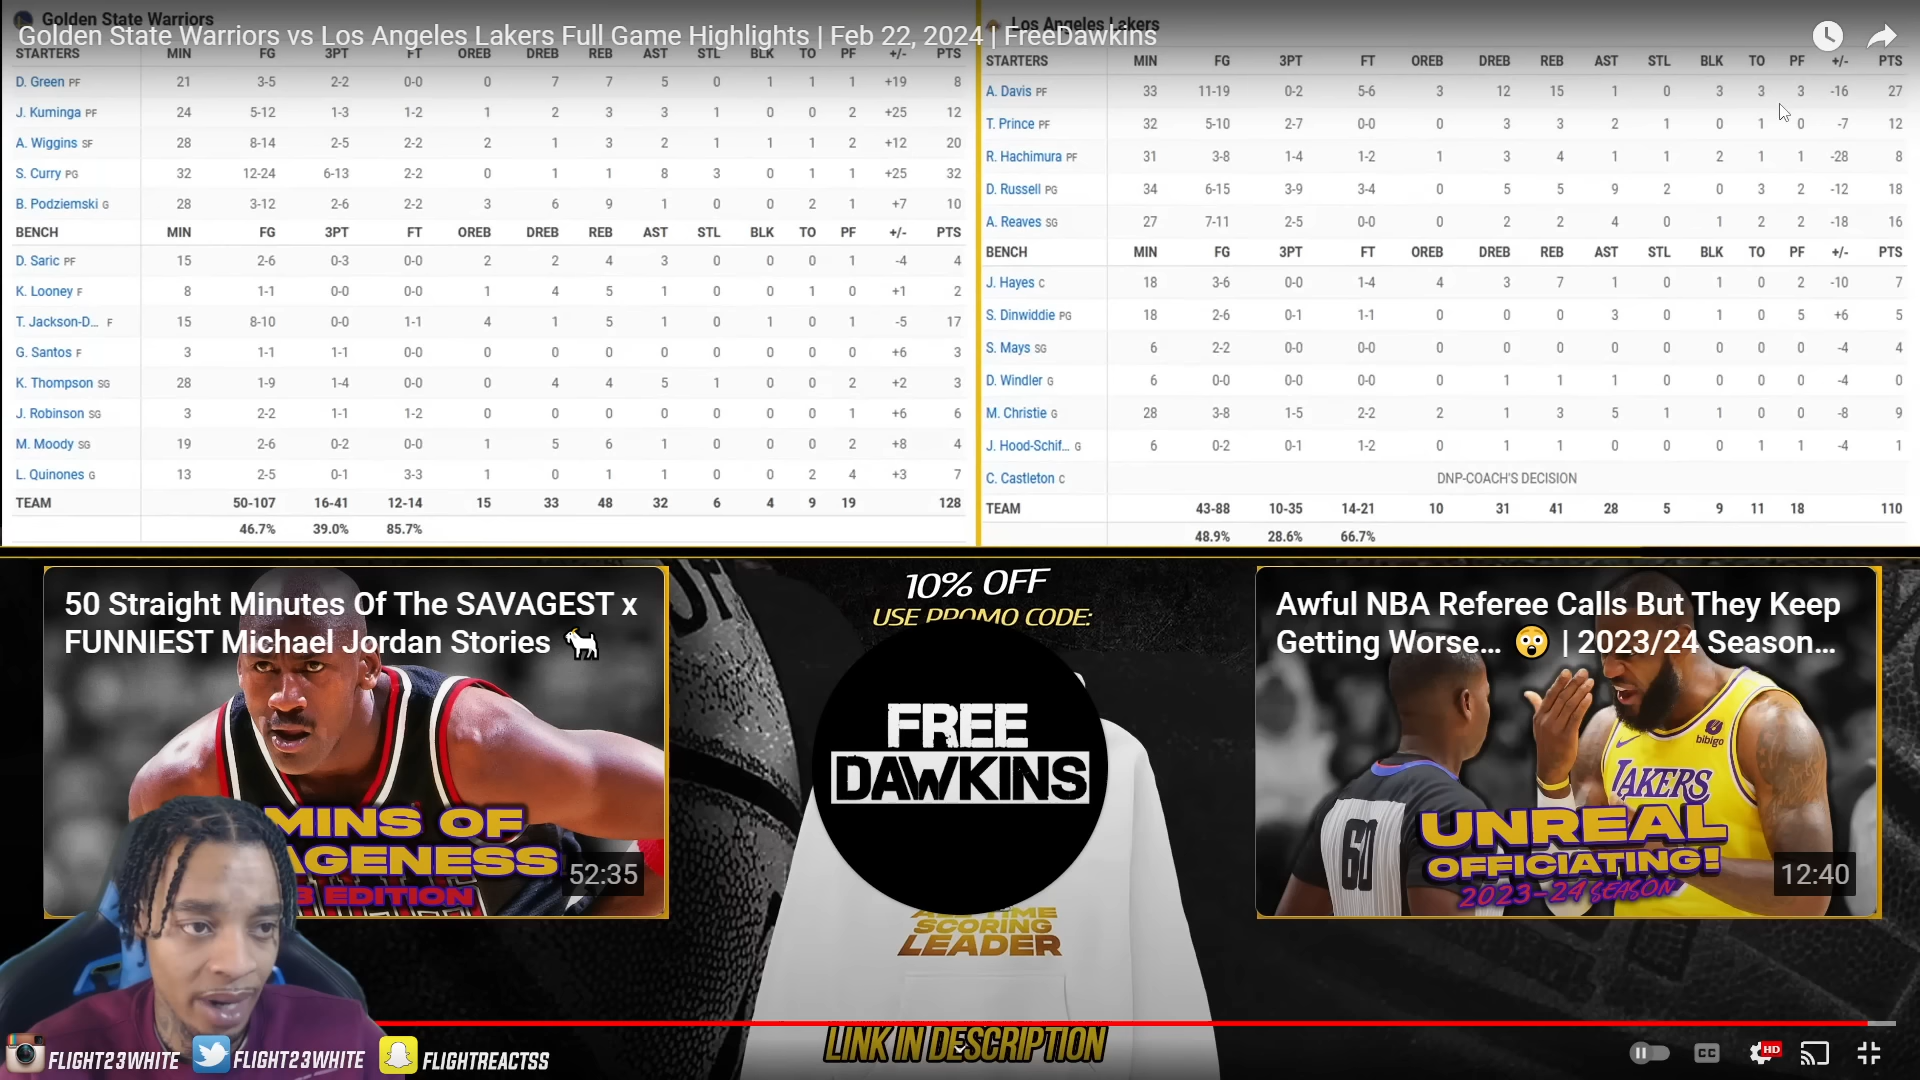 Golden State Warriors
Los Angeles Lakers
Golden State Warriors vs Los Angeles Lakers Full Game Highlights | Feb 22, 2024 | FreeDawkins
STARTERS MIN FG 3PT FT OREB DREB REB AST STL BLK TO PF +/- PTS
D. Green PF 21 3-5 2-2 0-0 0 7 7 5 0 1 1 1 +19 8
J. Kuminga PF 24 5-12 1-3 1-2 1 2 3 3 1 0 0 2 +25 12
A. Wiggins SF 28 8-14 2-5 2-2 2 1 3 2 1 1 1 2 +12 20
S. Curry PG 32 12-24 6-13 2-2 0 1 1 8 3 0 1 1 +25 32
B. Podziemski G 28 3-12 2-6 2-2 3 6 9 1 0 0 2 1 +7 10
BENCH MIN FG 3PT FT OREB DREB REB AST STL BLK TO PF +/- PTS
D. Saric PF 15 2-6 0-3 0-0 2 2 4 3 0 0 0 1 -4 4
K. Looney F 8 1-1 0-0 0-0 1 4 5 1 0 0 1 0 +1 2
T. Jackson-D... F 15 8-10 0-0 1-1 4 1 5 1 0 1 0 1 -5 17
G. Santos F 3 1-1 1-1 0-0 0 0 0 0 0 0 0 0 +6 3
K. Thompson SG 28 1-9 1-4 0-0 0 4 4 5 1 0 0 2 +2 3
J. Robinson SG 3 2-2 1-1 1-2 0 0 0 0 0 0 0 1 +6 6
M. Moody SG 19 2-6 0-2 0-0 1 5 6 1 0 0 0 2 +8 4
L. Quinones G 13 2-5 0-1 3-3 1 0 1 1 0 0 2 4 +3 7
TEAM 50-107 16-41 12-14 15 33 48 32 6 4 9 19 128
46.7% 39.0% 85.7%
STARTERS MIN FG 3PT FT OREB DREB REB AST STL BLK TO PF +/- PTS
A. Davis PF 33 11-19 0-2 5-6 3 12 15 1 0 3 3 3 -16 27
T. Prince PF 32 5-10 2-7 0-0 0 3 3 2 1 0 1 0 -7 12
R. Hachimura PF 31 3-8 1-4 1-2 1 3 4 1 1 2 1 1 -28 8
D. Russell PG 34 6-15 3-9 3-4 0 5 5 9 2 0 3 2 -12 18
A. Reaves SG 27 7-11 2-5 0-0 0 2 2 4 0 1 2 2 -18 16
BENCH MIN FG 3PT FT OREB DREB REB AST STL BLK TO PF +/- PTS
J. Hayes C 18 3-6 0-0 1-4 4 3 7 1 0 1 0 2 -10 7
S. Dinwiddie PG 18 2-6 0-1 1-1 0 0 0 3 0 1 0 5 +6 5
S. Mays SG 6 2-2 0-0 0-0 0 0 0 0 0 0 0 0 -4 4
D. Windler G 6 0-0 0-0 0-0 0 1 1 1 0 0 0 0 -4 0
M. Christie G 28 3-8 1-5 2-2 2 1 3 5 1 1 0 0 -8 9
J. Hood-Schif... G 6 0-2 0-1 1-2 0 1 1 0 0 0 1 1 -4 1
C. Castleton C DNP-COACH'S DECISION
TEAM 43-88 10-35 14-21 10 31 41 28 5 9 11 18 110
48.9% 28.6% 66.7%
50 Straight Minutes Of The SAVAGEST x
FUNNIEST Michael Jordan Stories
MINS OF
AGENESS
EDITION
52:35
10% OFF
USE PROMO CODE:
FREE
DAWKINS
ALL-TIME
SCORING
LEADER
LINK IN DESCRIPTION
Awful NBA Referee Calls But They Keep
Getting Worse... 😲 | 2023/24 Season...
bibigo
LAKERS
60
UNREAL
OFFICIATING!
2023-24 SEASON
12:40
FLIGHT23WHITE
FLIGHT23WHITE
FLIGHTREACTSS
CC
HD